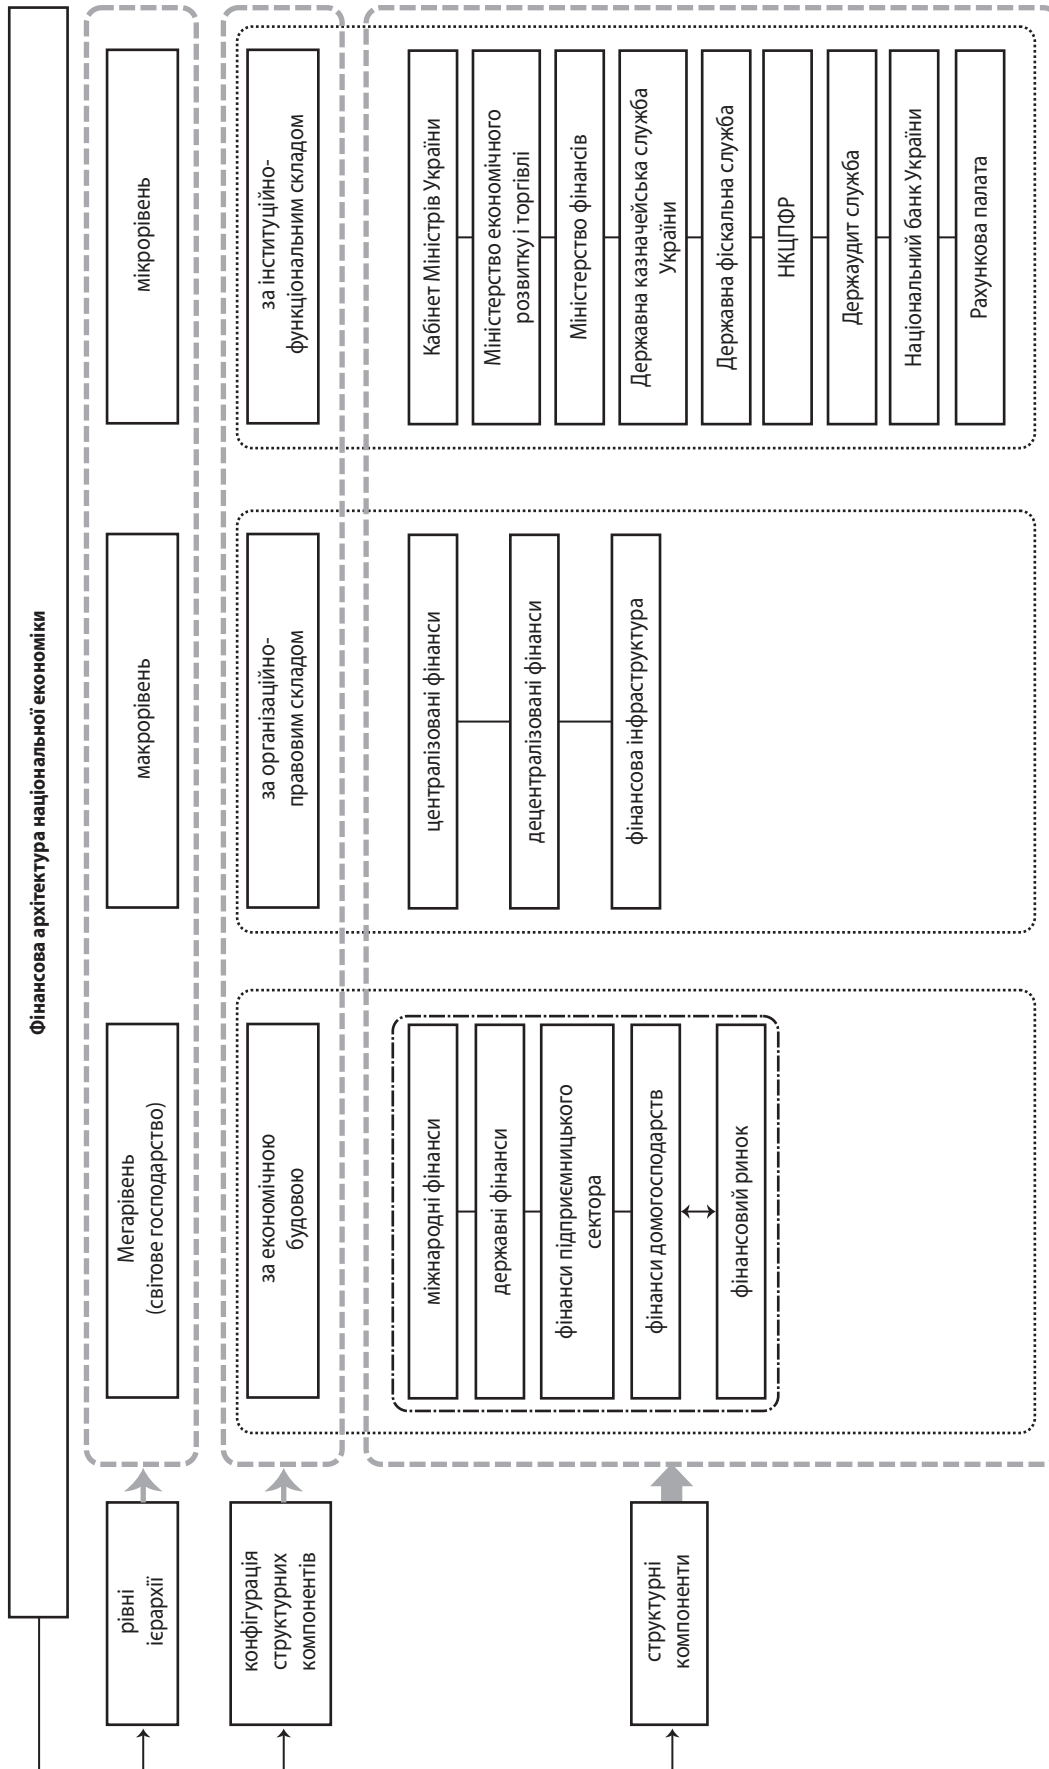 Фінансова архітектура національної економіки
рівні
ієрархії
Мегарівень
(світове господарство)
макрорівень
мікрорівень
конфігурація
структурних
компонентів
за економічною
будовою
за організаційно-
правовим складом
за інституційно-
функціональним складом
структурні
компоненти
міжнародні фінанси
державні фінанси
фінанси підприємницького
сектора
фінанси домогосподарств
фінансовий ринок
централізовані фінанси
децентралізовані фінанси
фінансова інфраструктура
Кабінет Міністрів України
Міністерство економічного
розвитку і торгівлі
Міністерство фінансів
Державна казначейська служба
України
Державна фіскальна служба
НКЦПФР
Держаудит служба
Національний банк України
Рахункова палата